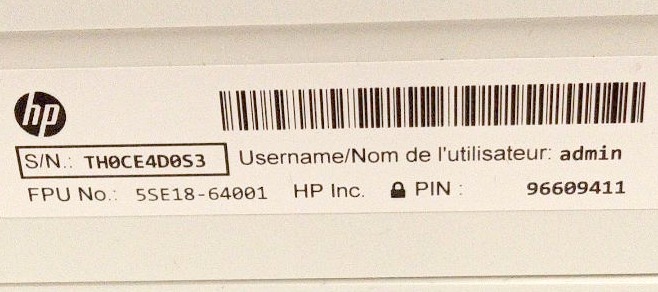 hp
S/N.: TH0CE4D0S3 Username/Nom de l'utilisateur: admin
FPU No.: 5SE18-64001 HP Inc. PIN : 96609411